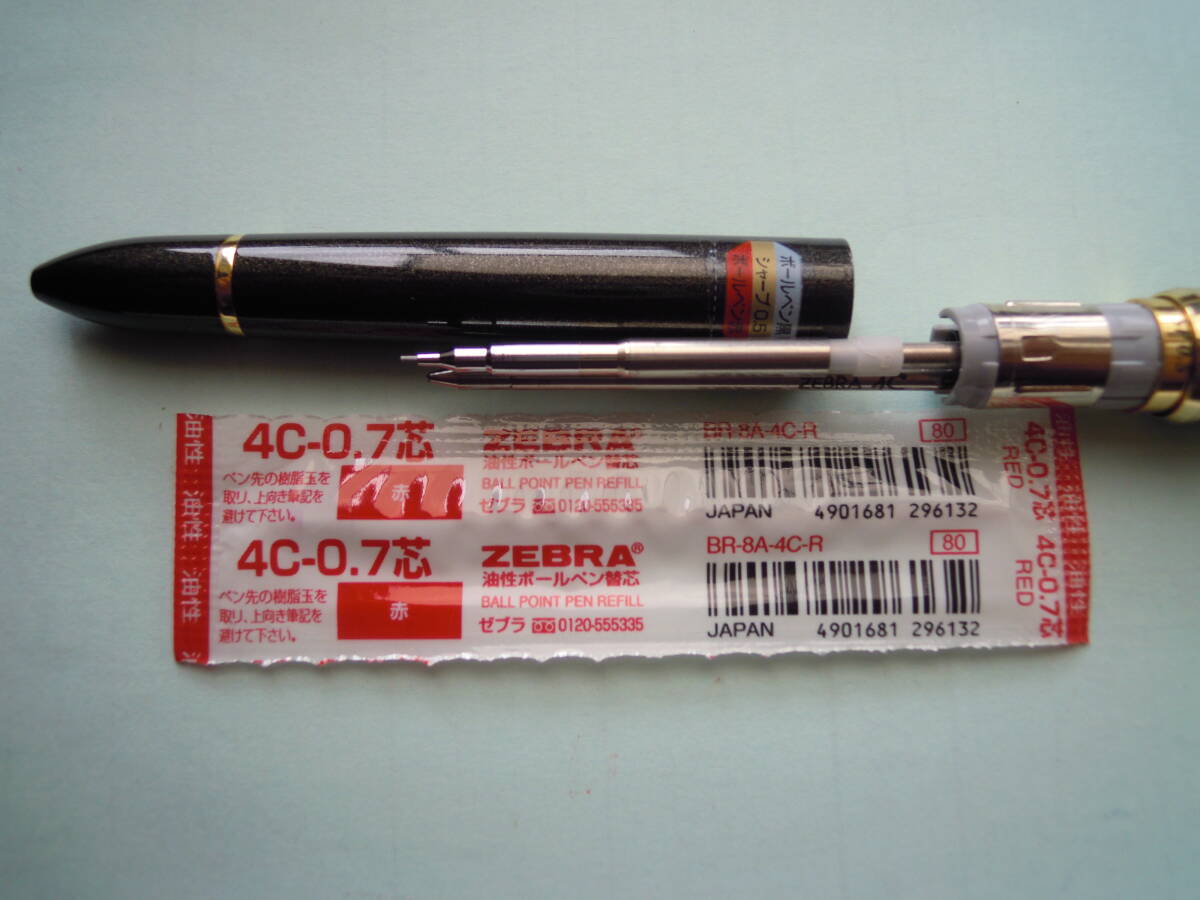 ボールペン黒
シャープ0.5
ボールペン赤
ZEBRA 4C
油性 油性 油性
4C-0.7芯
ペン先の樹脂玉を
取り、上向き筆記を
避けて下さい。
赤
ZEBRA
油性ボールペン替芯
BALL POINT PEN REFILL
ゼブラ 0120-555335
BR-8A-4C-R
80
JAPAN 4901681 296132
4C-0.7芯
ペン先の樹脂玉を
取り、上向き筆記を
避けて下さい。
赤
ZEBRA®
油性ボールペン替芯
BALL POINT PEN REFILL
ゼブラ 0120-555335
BR-8A-4C-R
80
JAPAN 4901681 296132
RED RED
4C-0.7芯 4C-0.7芯
油性 油性